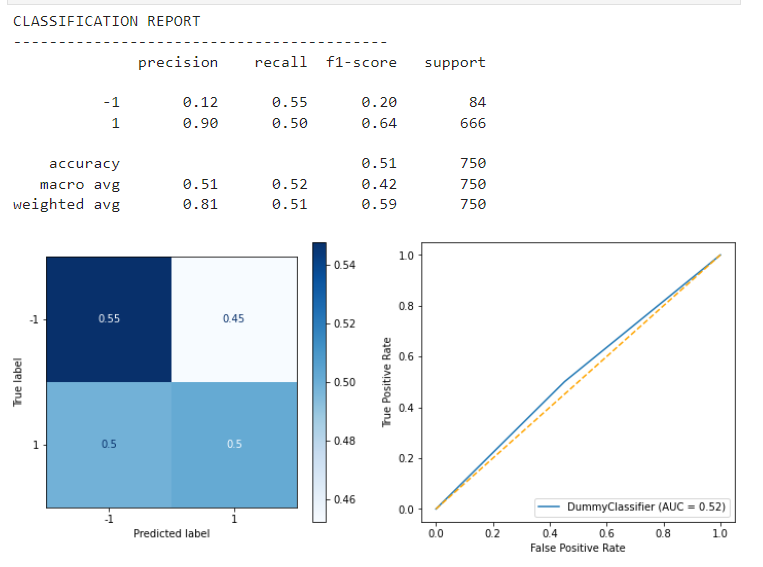 CLASSIFICATION REPORT
------------------------------------------
precision recall f1-score support
-1 0.12 0.55 0.20 84
1 0.90 0.50 0.64 666
accuracy 0.51 750
macro avg 0.51 0.52 0.42 750
weighted avg 0.81 0.51 0.59 750
True label
-1
1
0.55 0.45
0.5 0.5
-1 1
Predicted label
0.54
0.52
0.50
0.48
0.46
True Positive Rate
1.0
0.8
0.6
0.4
0.2
0.0
DummyClassifier (AUC = 0.52)
0.0 0.2 0.4 0.6 0.8 1.0
False Positive Rate